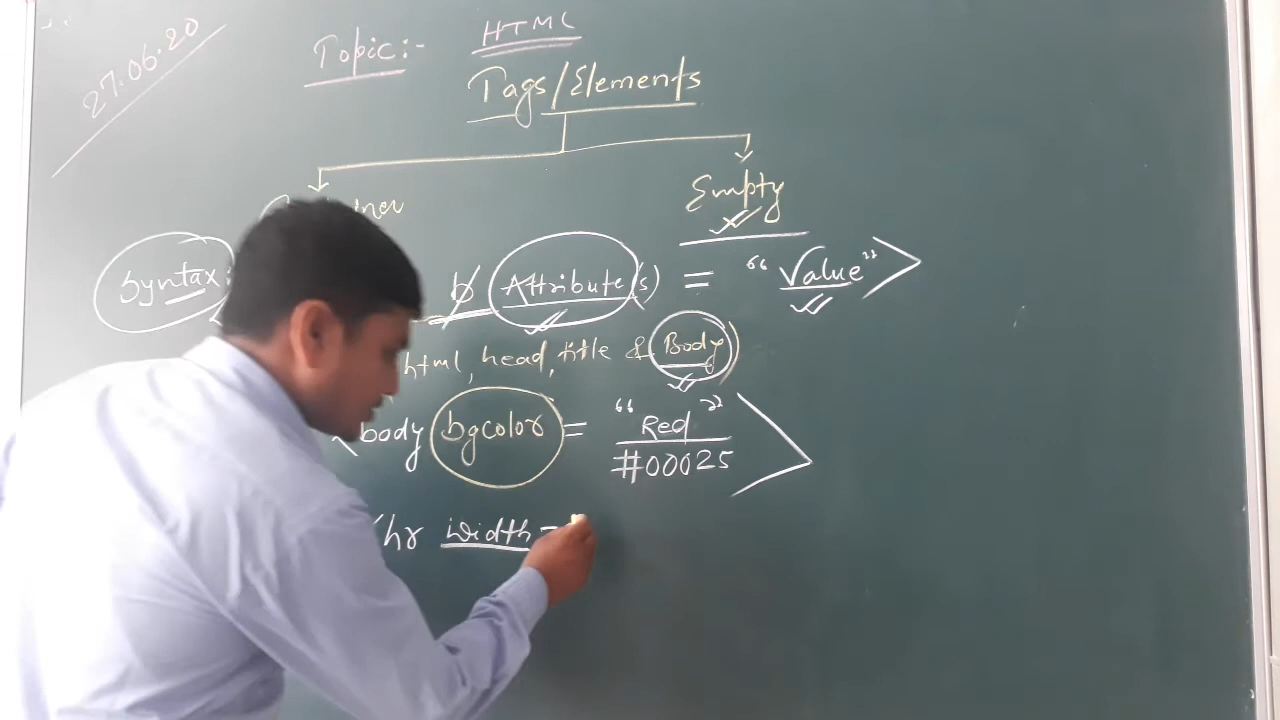 27.06.20
Topic:- HTML
Tags/Elements
Empty
Syntax: Attribute(s) = "Value">
html, head, title & Body)
<body bgcolor = "Red">
#00025
<hr width =